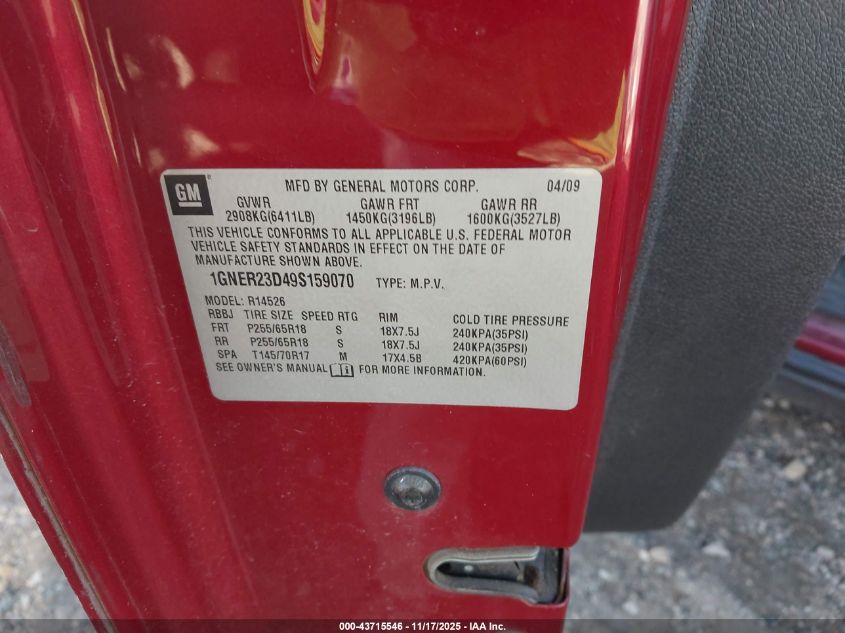 GM
MFD BY GENERAL MOTORS CORP. 04/09
GVWR GAWR FRT GAWR RR
2908KG(6411LB) 1450KG(3196LB) 1600KG(3527LB)
THIS VEHICLE CONFORMS TO ALL APPLICABLE U.S. FEDERAL MOTOR
VEHICLE SAFETY STANDARDS IN EFFECT ON THE DATE OF
MANUFACTURE SHOWN ABOVE.
1GNER23D49S159070 TYPE: M.P.V.
MODEL: R14526
RBBJ TIRE SIZE SPEED RTG RIM COLD TIRE PRESSURE
FRT P255/65R18 S 18X7.5J 240KPA(35PSI)
RR P255/65R18 S 18X7.5J 240KPA(35PSI)
SPA T145/70R17 M 17X4.5B 420KPA(60PSI)
SEE OWNER'S MANUAL FOR MORE INFORMATION.
000-43715546 - 11/17/2025 - IAA Inc.